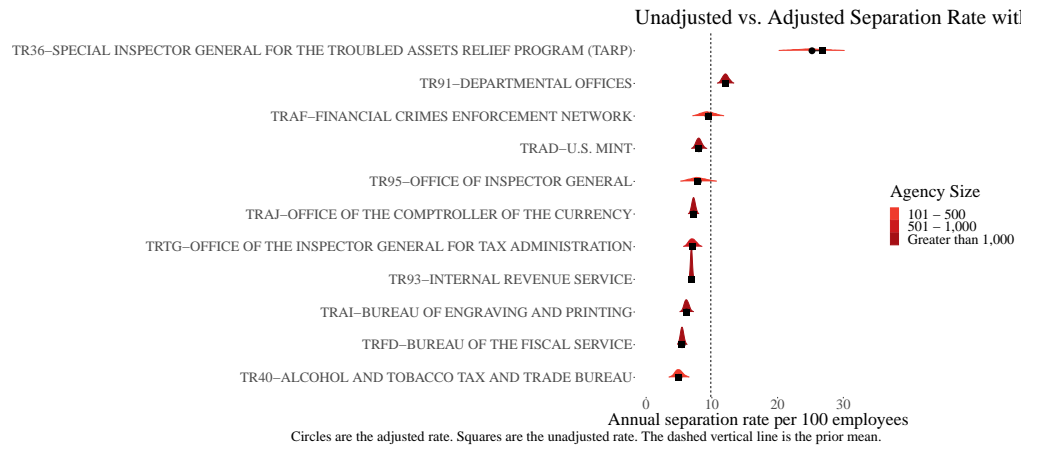 Unadjusted vs. Adjusted Separation Rate
TR36–SPECIAL INSPECTOR GENERAL FOR THE TROUBLED ASSETS RELIEF PROGRAM (TARP)
TR91–DEPARTMENTAL OFFICES
TRAF–FINANCIAL CRIMES ENFORCEMENT NETWORK
TRAD–U.S. MINT
TR95–OFFICE OF INSPECTOR GENERAL
TRAJ–OFFICE OF THE COMPTROLLER OF THE CURRENCY
TRTG–OFFICE OF THE INSPECTOR GENERAL FOR TAX ADMINISTRATION
TR93–INTERNAL REVENUE SERVICE
TRAI–BUREAU OF ENGRAVING AND PRINTING
TRFD–BUREAU OF THE FISCAL SERVICE
TR40–ALCOHOL AND TOBACCO TAX AND TRADE BUREAU
Agency Size
101 – 500
501 – 1,000
Greater than 1,000
0 10 20 30
Annual separation rate per 100 employees
Circles are the adjusted rate. Squares are the unadjusted rate. The dashed vertical line is the prior mean.